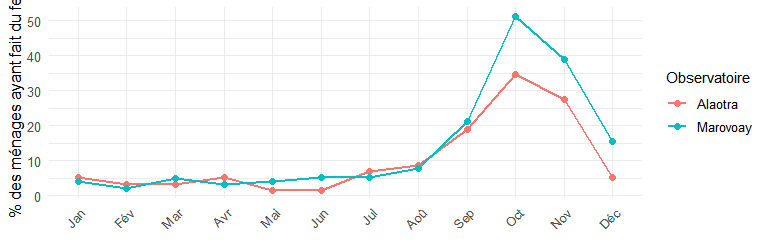 % des ménages ayant fait du fe
50
40
30
20
10
0
Jan
Fév
Mar
Avr
Mai
Jun
Jul
Aoû
Sep
Oct
Nov
Déc
Observatoire
Alaotra
Marovoay